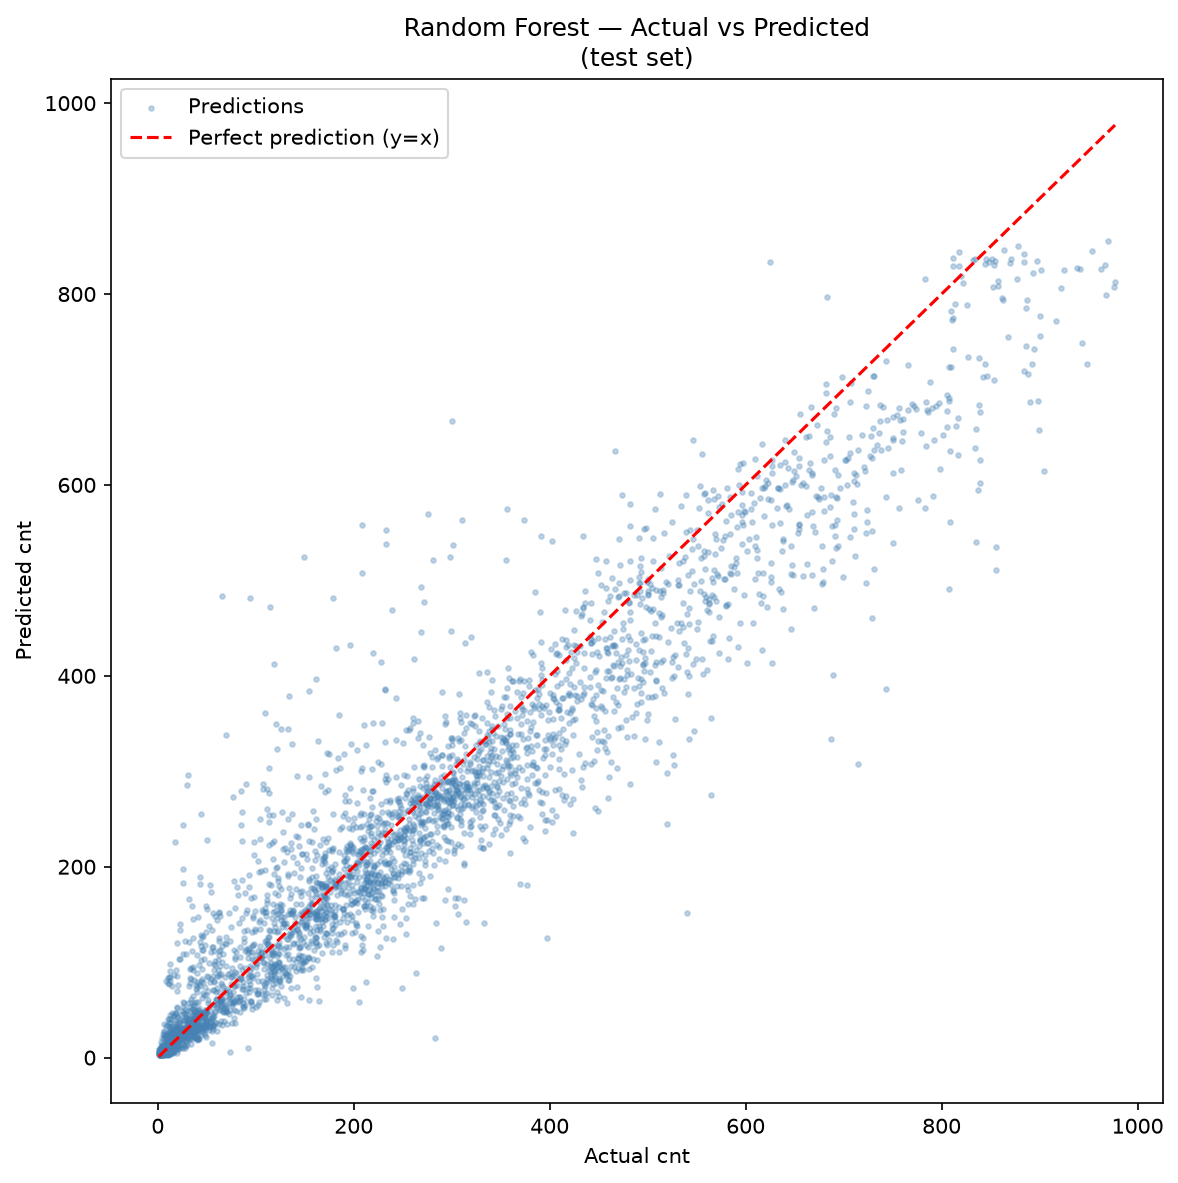 Random Forest — Actual vs Predicted
(test set)
Predictions
Perfect prediction (y=x)
1000
800
600
400
200
0
Predicted cnt
0
200
400
600
800
1000
Actual cnt